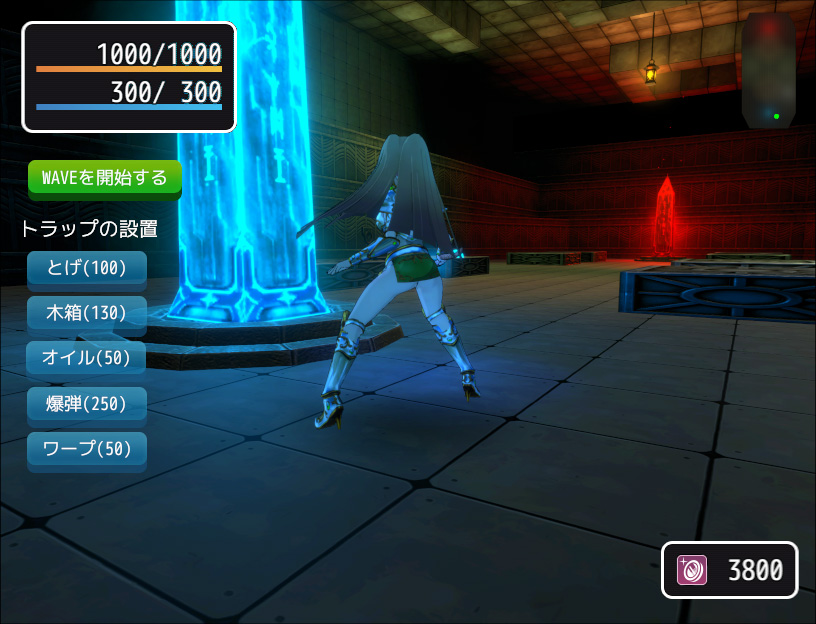 1000/1000
300/ 300
WAVEを開始する
トラップの設置
とげ(100)
木箱(130)
オイル(50)
爆弾(250)
ワープ(50)
3800